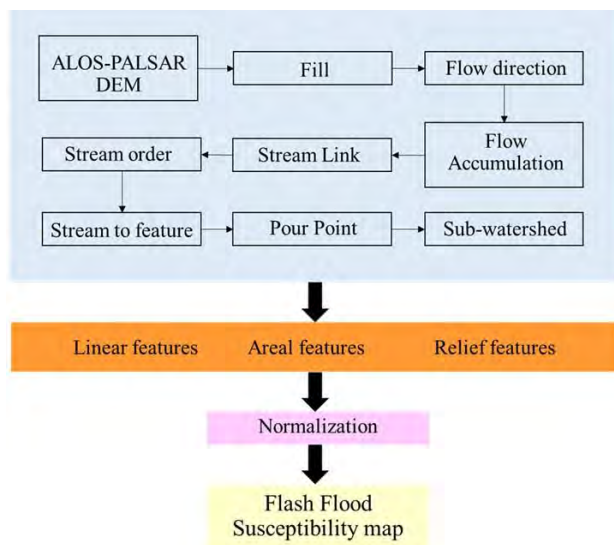 ALOS-PALSAR
DEM
Fill
Flow direction
Flow
Accumulation
Stream Link
Stream order
Stream to feature
Pour Point
Sub-watershed
Linear features
Areal features
Relief features
Normalization
Flash Flood
Susceptibility map